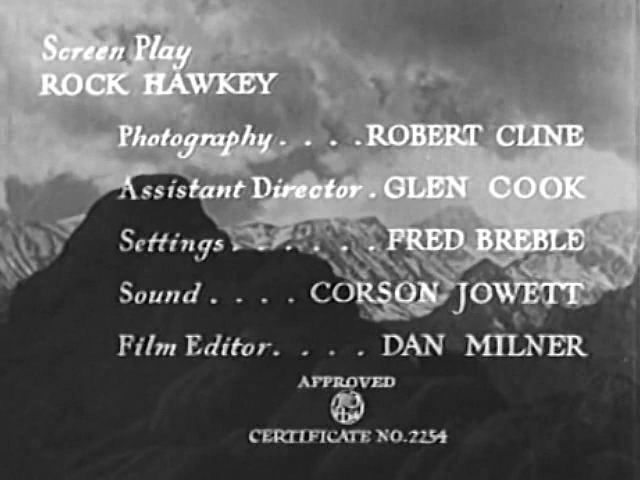 Screen Play
ROCK HAWKEY
Photography . . . . ROBERT CLINE
Assistant Director . GLEN COOK
Settings . . . . . . FRED BREBLE
Sound . . . . CORSON JOWETT
Film Editor . . . . DAN MILNER
APPROVED
CERTIFICATE NO. 2254